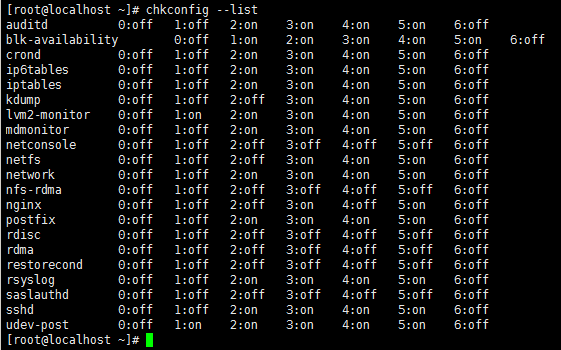 [root@localhost ~]# chkconfig --list
auditd 0:off 1:off 2:on 3:on 4:on 5:on 6:off
blk-availability 0:off 1:on 2:on 3:on 4:on 5:on 6:off
crond 0:off 1:off 2:on 3:on 4:on 5:on 6:off
ip6tables 0:off 1:off 2:on 3:on 4:on 5:on 6:off
iptables 0:off 1:off 2:on 3:on 4:on 5:on 6:off
kdump 0:off 1:off 2:off 3:on 4:on 5:on 6:off
lvm2-monitor 0:off 1:on 2:on 3:on 4:on 5:on 6:off
mdmonitor 0:off 1:off 2:on 3:on 4:on 5:on 6:off
netconsole 0:off 1:off 2:off 3:off 4:off 5:off 6:off
netfs 0:off 1:off 2:off 3:on 4:on 5:on 6:off
network 0:off 1:off 2:on 3:on 4:on 5:on 6:off
nfs-rdma 0:off 1:off 2:off 3:off 4:off 5:off 6:off
nginx 0:off 1:off 2:off 3:on 4:on 5:on 6:off
postfix 0:off 1:off 2:on 3:on 4:on 5:on 6:off
rdisc 0:off 1:off 2:off 3:off 4:off 5:off 6:off
rdma 0:off 1:off 2:off 3:on 4:on 5:on 6:off
restorecond 0:off 1:off 2:off 3:off 4:off 5:off 6:off
rsyslog 0:off 1:off 2:on 3:on 4:on 5:on 6:off
saslauthd 0:off 1:off 2:off 3:off 4:off 5:off 6:off
sshd 0:off 1:off 2:on 3:on 4:on 5:on 6:off
udev-post 0:off 1:on 2:on 3:on 4:on 5:on 6:off
[root@localhost ~]#